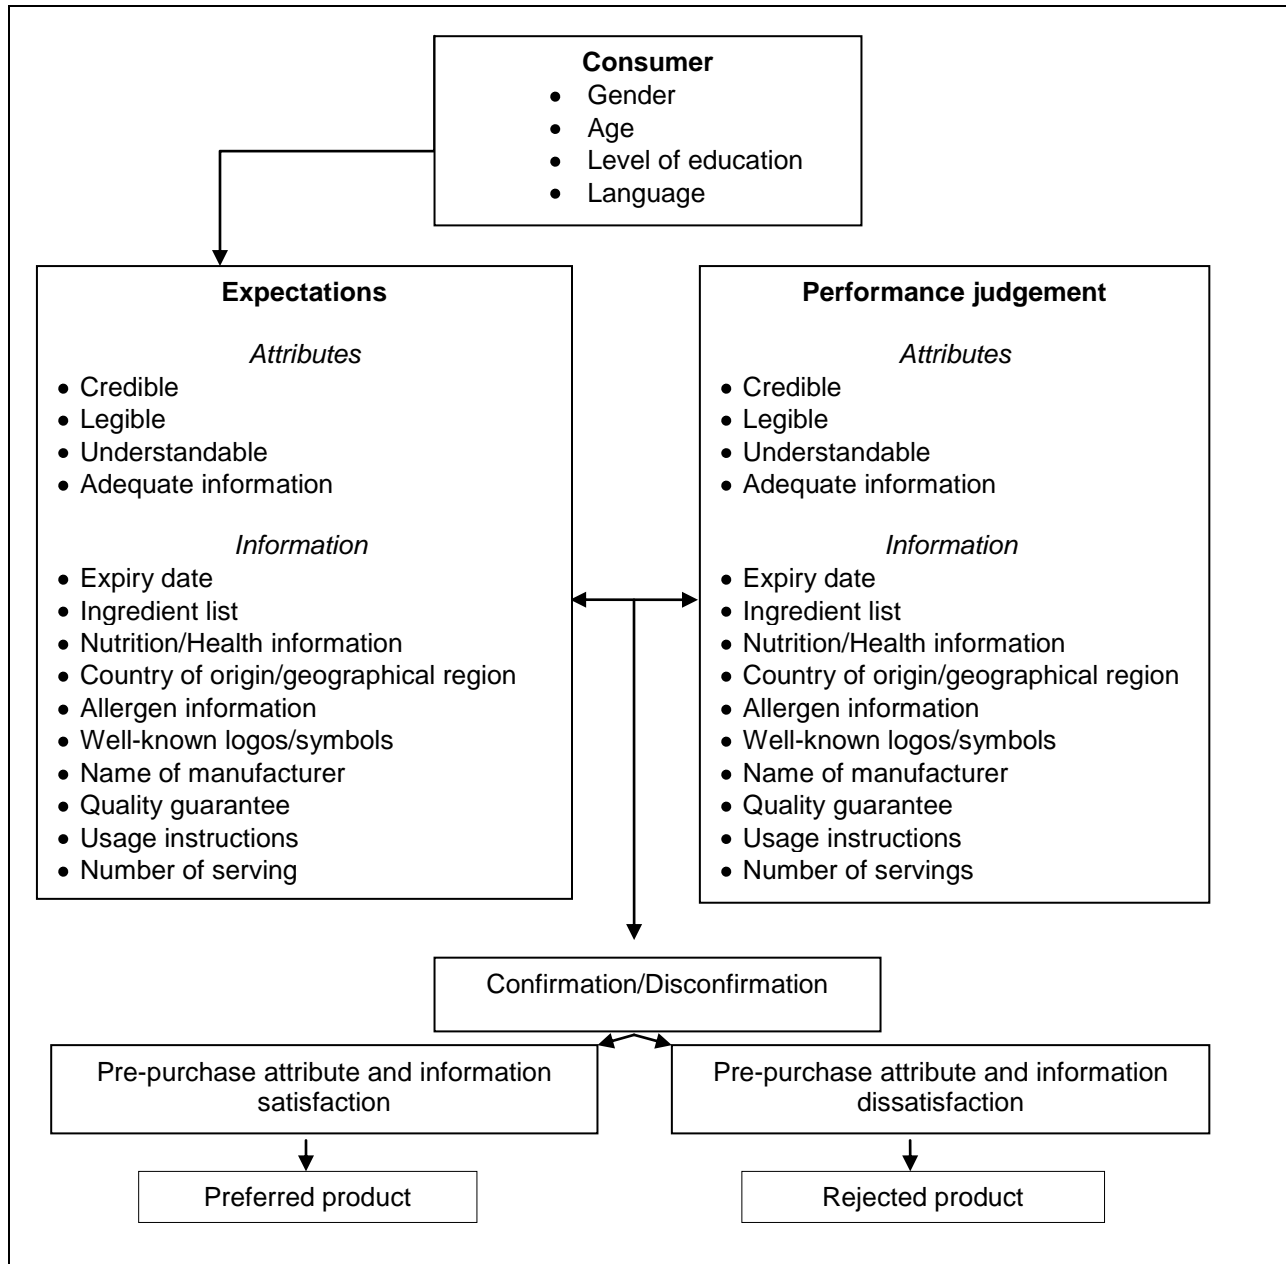 Consumer
• Gender
• Age
• Level of education
• Language
Expectations
Attributes
• Credible
• Legible
• Understandable
• Adequate information
Information
• Expiry date
• Ingredient list
• Nutrition/Health information
• Country of origin/geographical region
• Allergen information
• Well-known logos/symbols
• Name of manufacturer
• Quality guarantee
• Usage instructions
• Number of serving
Performance judgement
Attributes
• Credible
• Legible
• Understandable
• Adequate information
Information
• Expiry date
• Ingredient list
• Nutrition/Health information
• Country of origin/geographical region
• Allergen information
• Well-known logos/symbols
• Name of manufacturer
• Quality guarantee
• Usage instructions
• Number of servings
Confirmation/Disconfirmation
Pre-purchase attribute and information
satisfaction
Pre-purchase attribute and information
dissatisfaction
Preferred product
Rejected product